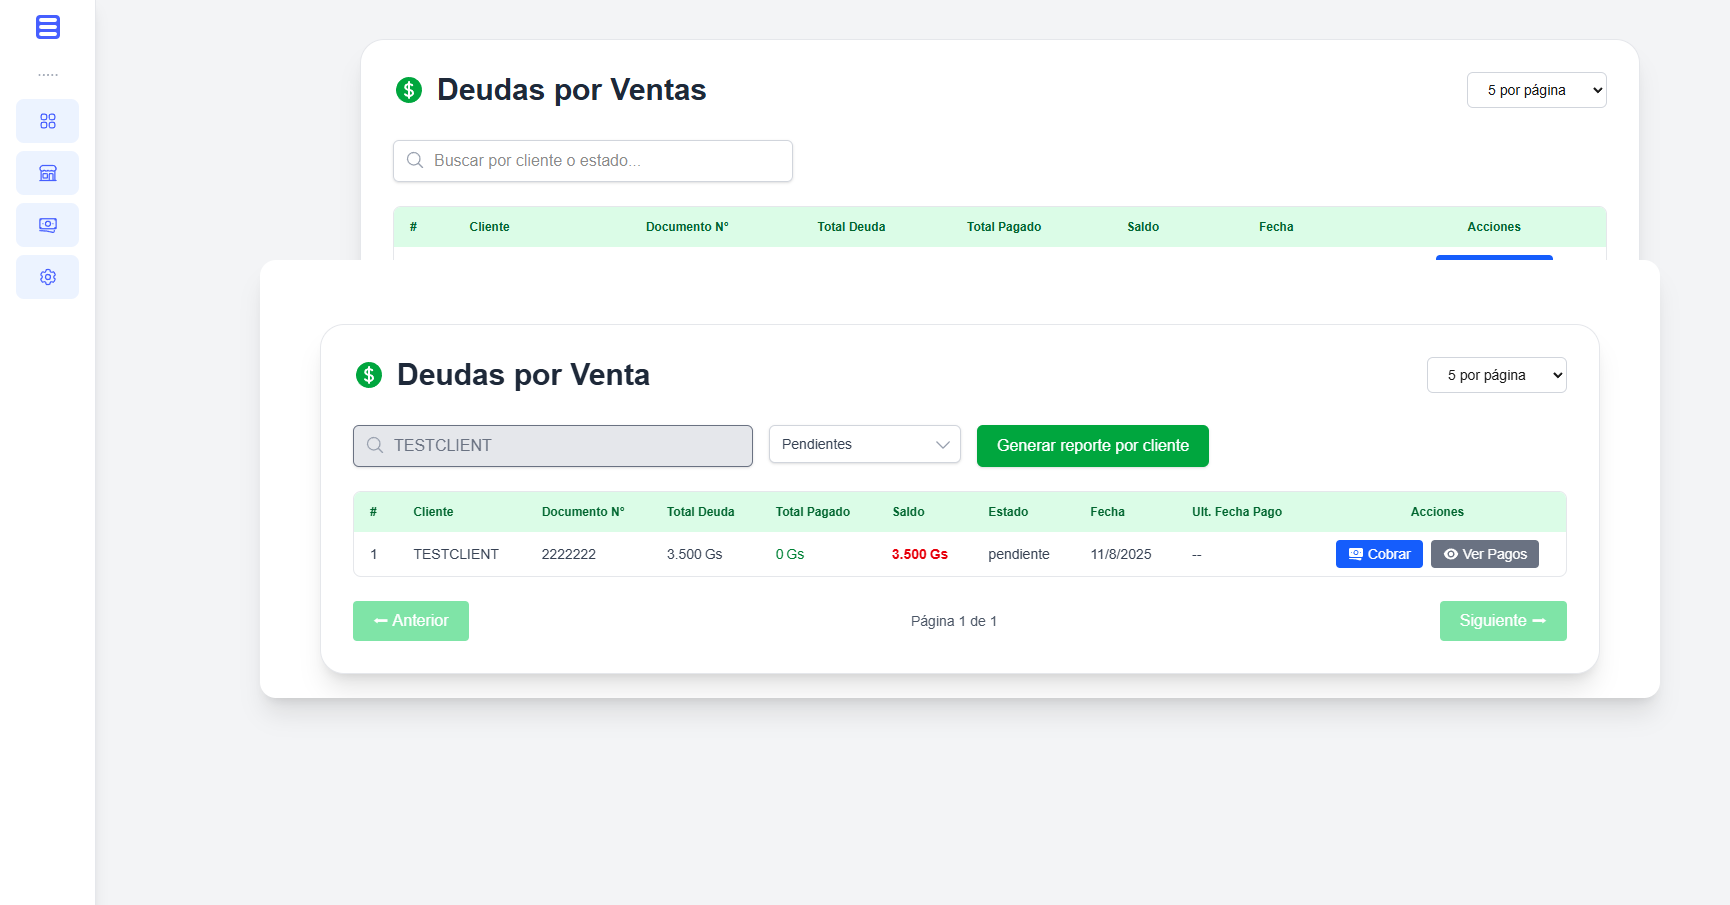 .....
Deudas por Ventas
5 por página
Buscar por cliente o estado...
# Cliente Documento N° Total Deuda Total Pagado Saldo Fecha Acciones
Deudas por Venta
5 por página
TESTCLIENT
Pendientes
Generar reporte por cliente
# Cliente Documento N° Total Deuda Total Pagado Saldo Estado Fecha Ult. Fecha Pago Acciones
1 TESTCLIENT 2222222 3.500 Gs 0 Gs 3.500 Gs pendiente 11/8/2025 -- Cobrar Ver Pagos
← Anterior
Página 1 de 1
Siguiente →